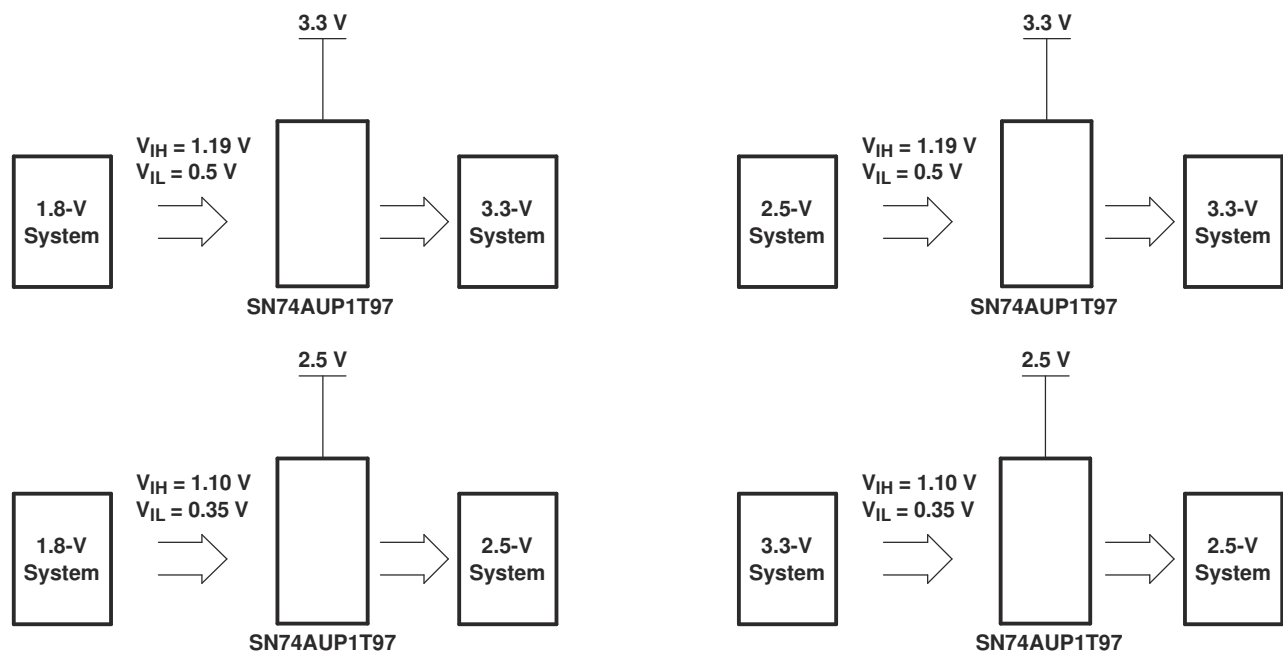 3.3 V
V_IH = 1.19 V
V_IL = 0.5 V
1.8-V
System
3.3-V
System
SN74AUP1T97
3.3 V
V_IH = 1.19 V
V_IL = 0.5 V
2.5-V
System
3.3-V
System
SN74AUP1T97
2.5 V
V_IH = 1.10 V
V_IL = 0.35 V
1.8-V
System
2.5-V
System
SN74AUP1T97
2.5 V
V_IH = 1.10 V
V_IL = 0.35 V
3.3-V
System
2.5-V
System
SN74AUP1T97